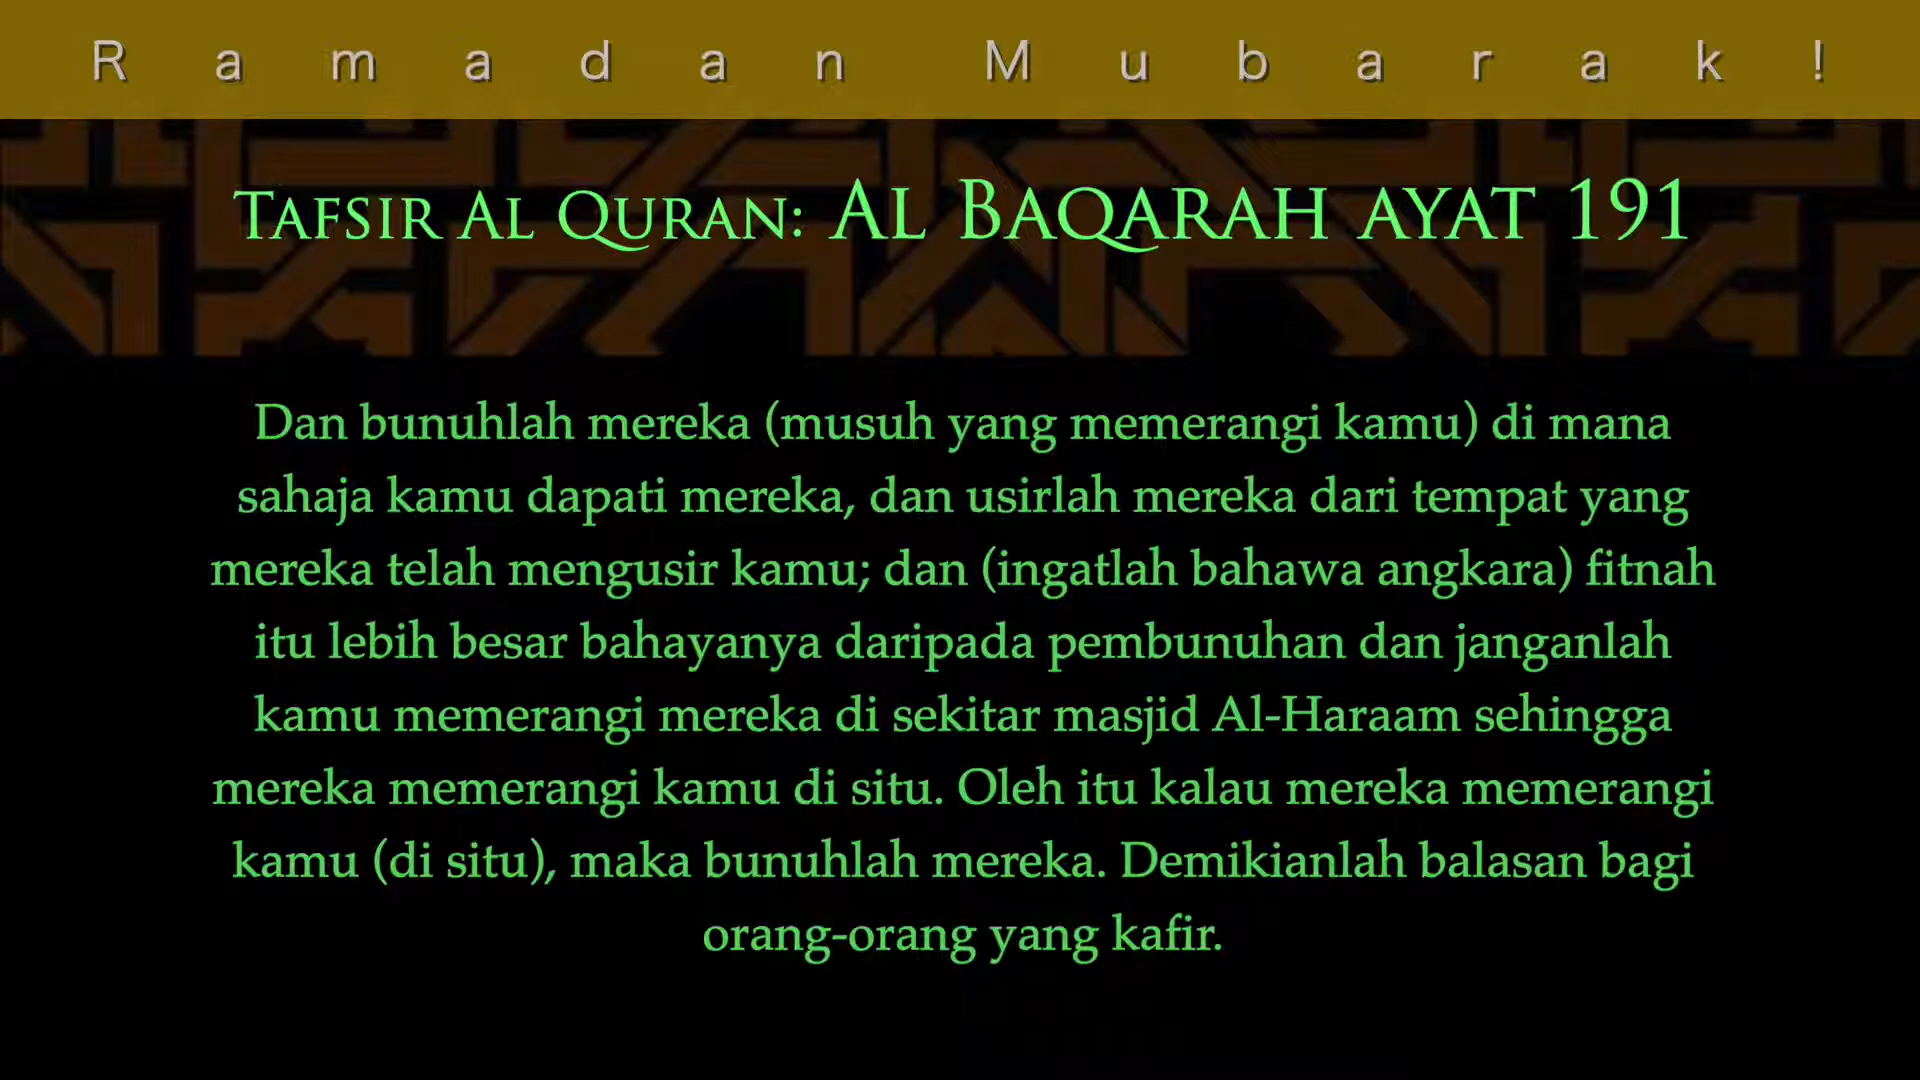 Ramadan Mubarak!
Tafsir Al Quran: Al Baqarah ayat 191
Dan bunuhlah mereka (musuh yang memerangi kamu) di mana
sahaja kamu dapati mereka, dan usirlah mereka dari tempat yang
mereka telah mengusir kamu; dan (ingatlah bahawa angkara) fitnah
itu lebih besar bahayanya daripada pembunuhan dan janganlah
kamu memerangi mereka di sekitar masjid Al-Haraam sehingga
mereka memerangi kamu di situ. Oleh itu kalau mereka memerangi
kamu (di situ), maka bunuhlah mereka. Demikianlah balasan bagi
orang-orang yang kafir.